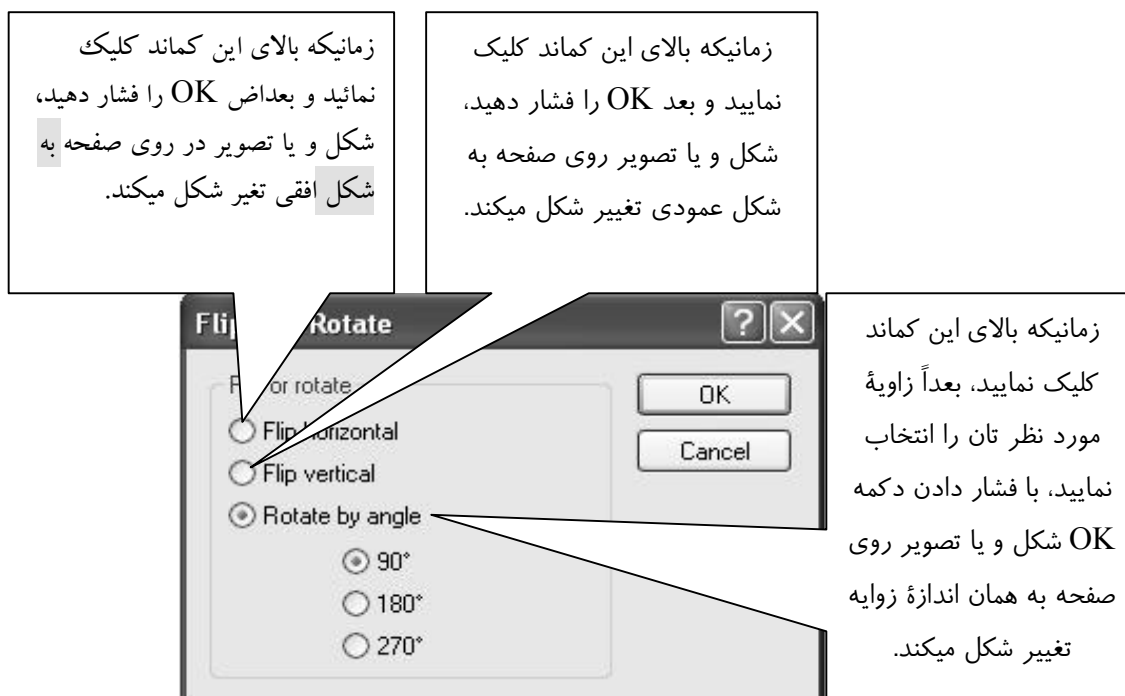 زمانیکه بالای این کماند کلیک
نمائید و بعداض OK را فشار دهید،
شکل و یا تصویر در روی صفحه به
شکل افقی تغیر شکل میکند.
زمانیکه بالای این کماند کلیک
نمایید و بعد OK را فشار دهید،
شکل و یا تصویر روی صفحه به
شکل عمودی تغییر شکل میکند.
Rotate
or rotate
Flip horizontal
Flip vertical
Rotate by angle
90°
180°
270°
OK
Cancel
زمانیکه بالای این کماند
کلیک نمایید، بعداً زاویۀ
مورد نظر تان را انتخاب
نمایید، با فشار دادن دکمه
OK شکل و یا تصویر روی
صفحه به همان اندازۀ زوایه
تغییر شکل میکند.